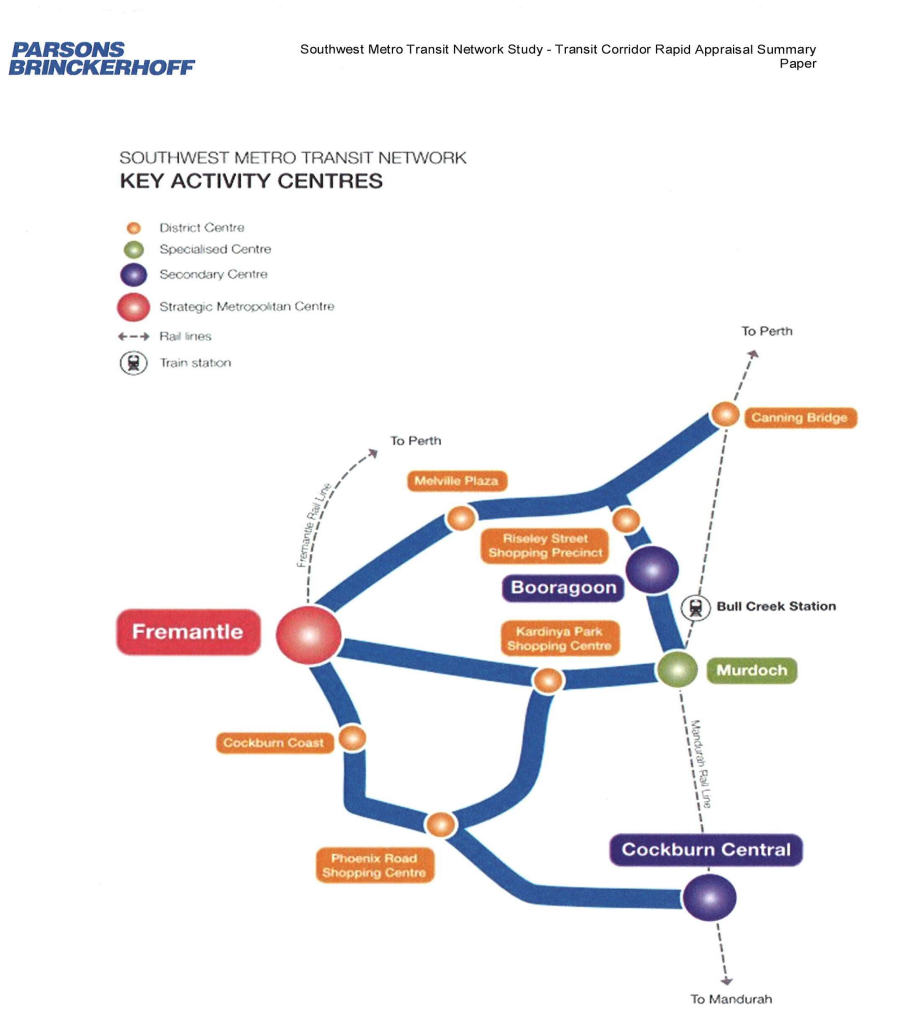 PARSONS
BRINCKERHOFF
Southwest Metro Transit Network Study - Transit Corridor Rapid Appraisal Summary
Paper
SOUTHWEST METRO TRANSIT NETWORK
KEY ACTIVITY CENTRES
District Centre
Specialised Centre
Secondary Centre
Strategic Metropolitan Centre
Rail lines
Train station
To Perth
Canning Bridge
To Perth
Fremantle Rail Line
Melville Plaza
Riseley Street
Shopping Precinct
Booragoon
Bull Creek Station
Fremantle
Kardinya Park
Shopping Centre
Murdoch
Cockburn Coast
Mandurah Rail Line
Phoenix Road
Shopping Centre
Cockburn Central
To Mandurah